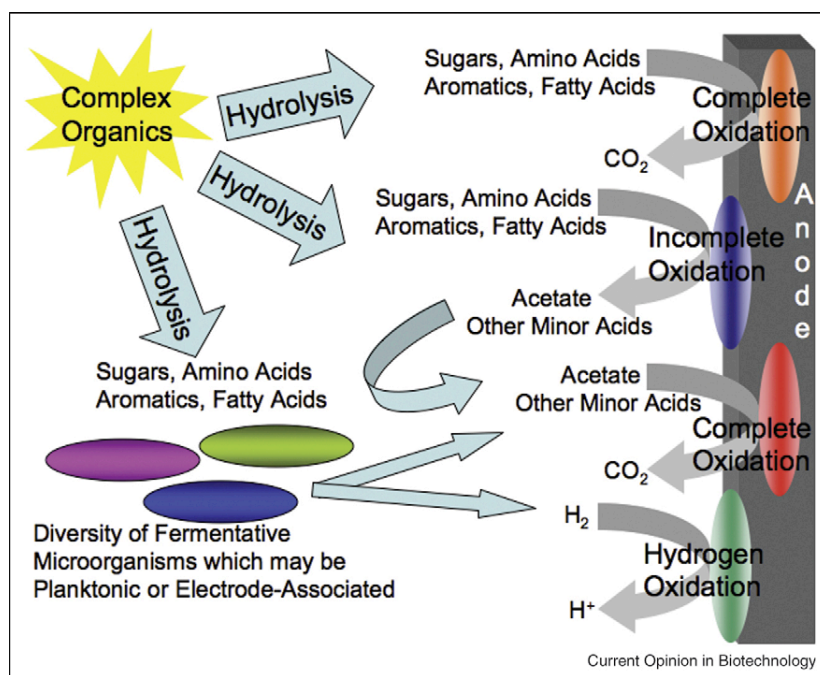 Complex
Organics
Hydrolysis
Hydrolysis
Hydrolysis
Sugars, Amino Acids
Aromatics, Fatty Acids
Complete
Oxidation
CO₂
Sugars, Amino Acids
Aromatics, Fatty Acids
Incomplete
Oxidation
Acetate
Other Minor Acids
Anode
Sugars, Amino Acids
Aromatics, Fatty Acids
Acetate
Other Minor Acids
Complete
Oxidation
CO₂
H₂
Hydrogen
Oxidation
H⁺
Diversity of Fermentative
Microorganisms which may be
Planktonic or Electrode-Associated
Current Opinion in Biotechnology